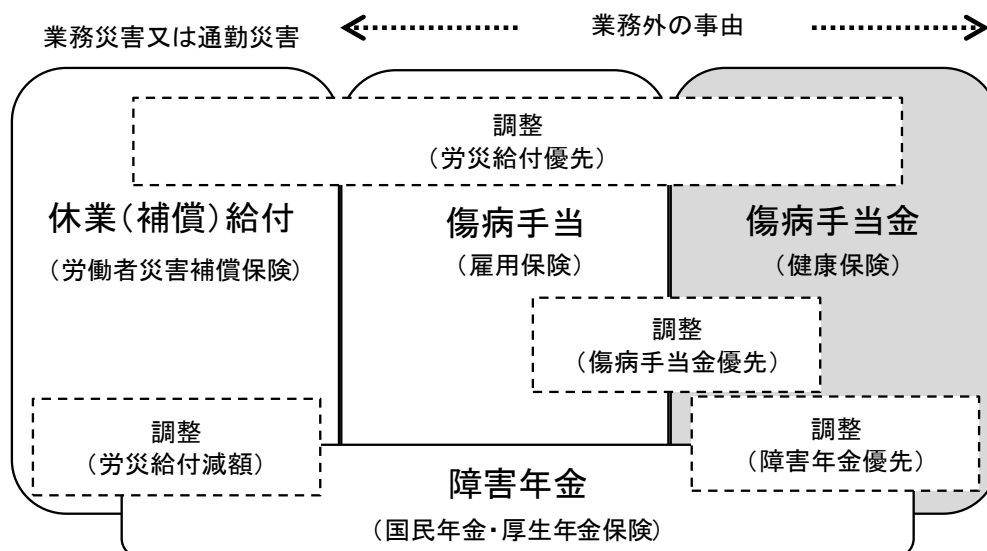 業務災害又は通勤災害
業務外の事由
調整
（労災給付優先）
休業（補償）給付
（労働者災害補償保険）
傷病手当
（雇用保険）
傷病手当金
（健康保険）
調整
（傷病手当金優先）
調整
（労災給付減額）
調整
（障害年金優先）
障害年金
（国民年金・厚生年金保険）